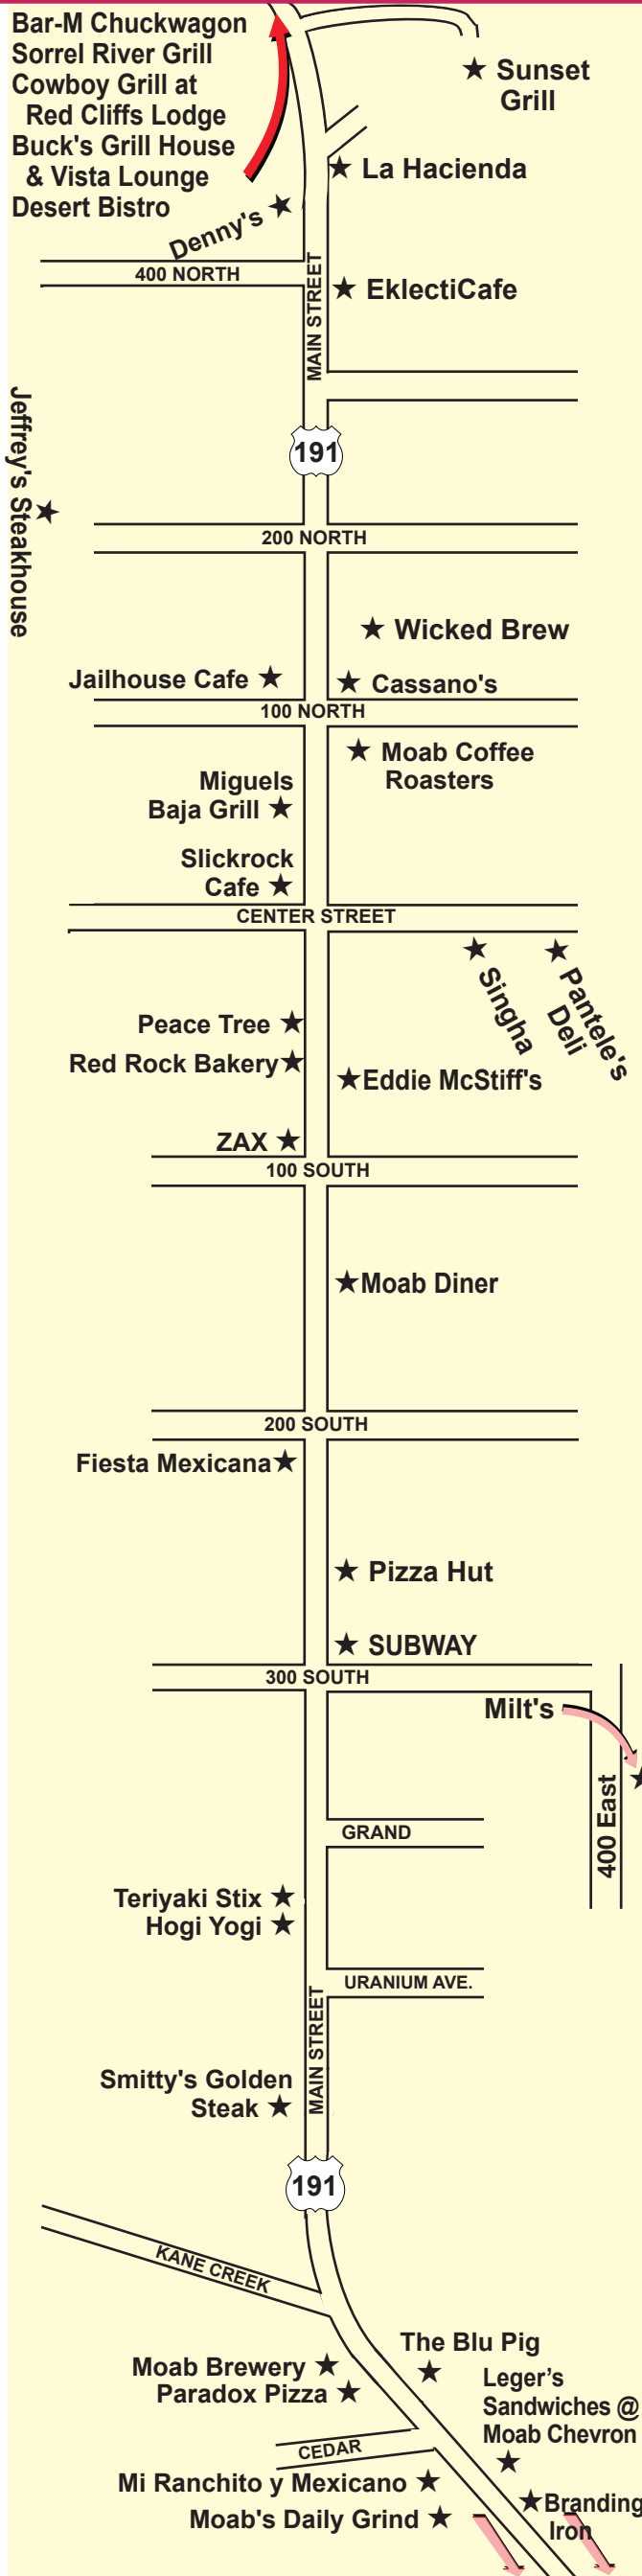 Bar-M Chuckwagon
Sorrel River Grill
Cowboy Grill at
Red Cliffs Lodge
Buck's Grill House
& Vista Lounge
Desert Bistro
Sunset
Grill
La Hacienda
Denny's
400 NORTH
MAIN STREET
EklectiCafe
Jeffrey's Steakhouse
191
200 NORTH
Wicked Brew
Jailhouse Cafe
Cassano's
100 NORTH
Moab Coffee
Roasters
Miguels
Baja Grill
Slickrock
Cafe
CENTER STREET
Singha
Pantele's
Deli
Peace Tree
Red Rock Bakery
Eddie McStiff's
ZAX
100 SOUTH
Moab Diner
200 SOUTH
Fiesta Mexicana
Pizza Hut
SUBWAY
300 SOUTH
Milt's
400 East
GRAND
Teriyaki Stix
Hogi Yogi
URANIUM AVE.
MAIN STREET
Smitty's Golden
Steak
191
KANE CREEK
The Blu Pig
Moab Brewery
Paradox Pizza
Leger’s
Sandwiches @
Moab Chevron
CEDAR
Mi Ranchito y Mexicano
Moab's Daily Grind
Branding
Iron